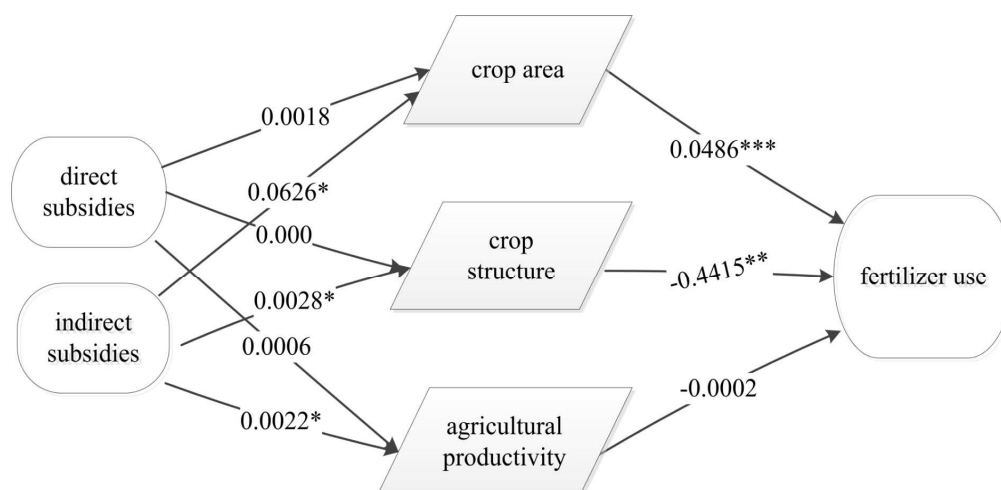 crop area
0.0018
0.0486***
direct
subsidies
0.0626*
0.000
crop
structure
-0.4415**
fertilizer use
0.0028*
indirect
subsidies
0.0006
-0.0002
0.0022*
agricultural
productivity